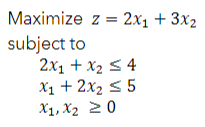 Maximize z = 2x₁ + 3x₂
subject to
2x₁ + x₂ ≤ 4
x₁ + 2x₂ ≤ 5
x₁, x₂ ≥ 0